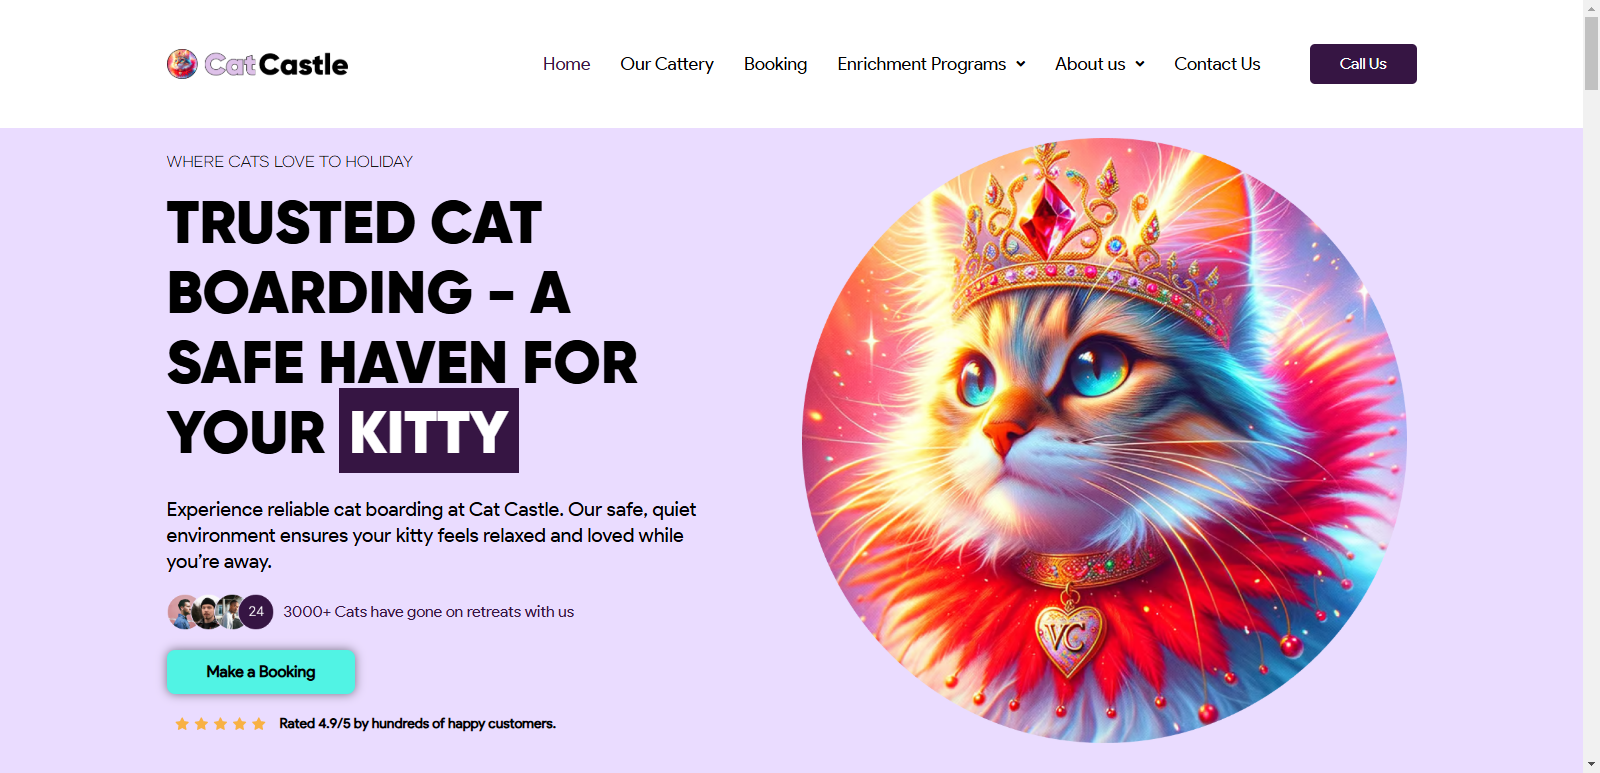 Cat Castle
Home
Our Cattery
Booking
Enrichment Programs
About us
Contact Us
Call Us
WHERE CATS LOVE TO HOLIDAY
TRUSTED CAT
BOARDING - A
SAFE HAVEN FOR
YOUR KITTY
Experience reliable cat boarding at Cat Castle. Our safe, quiet
environment ensures your kitty feels relaxed and loved while
you’re away.
24
3000+ Cats have gone on retreats with us
Make a Booking
Rated 4.9/5 by hundreds of happy customers.
VC